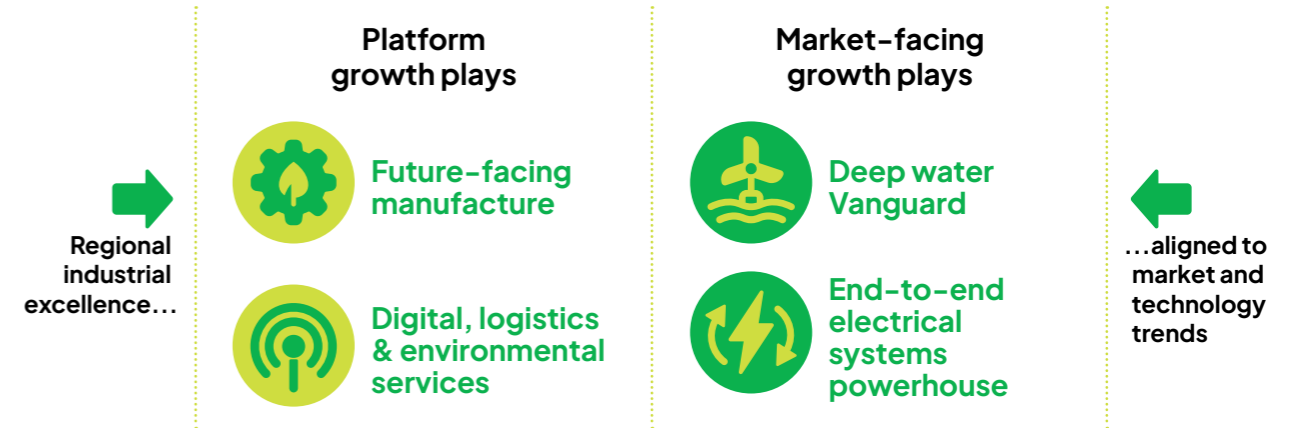 Platform
growth plays
Market-facing
growth plays
Future-facing
manufacture
Deep water
Vanguard
Regional
industrial
excellence...
...aligned to
market and
technology
trends
Digital, logistics
& environmental
services
End-to-end
electrical
systems
powerhouse